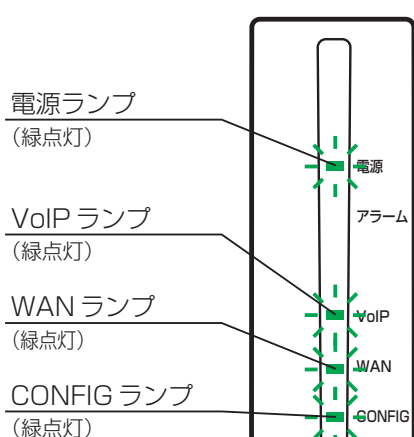 電源ランプ
(緑点灯)
電源
アラーム
VoIP ランプ
(緑点灯)
VoIP
WAN ランプ
(緑点灯)
WAN
CONFIG ランプ
(緑点灯)
CONFIG